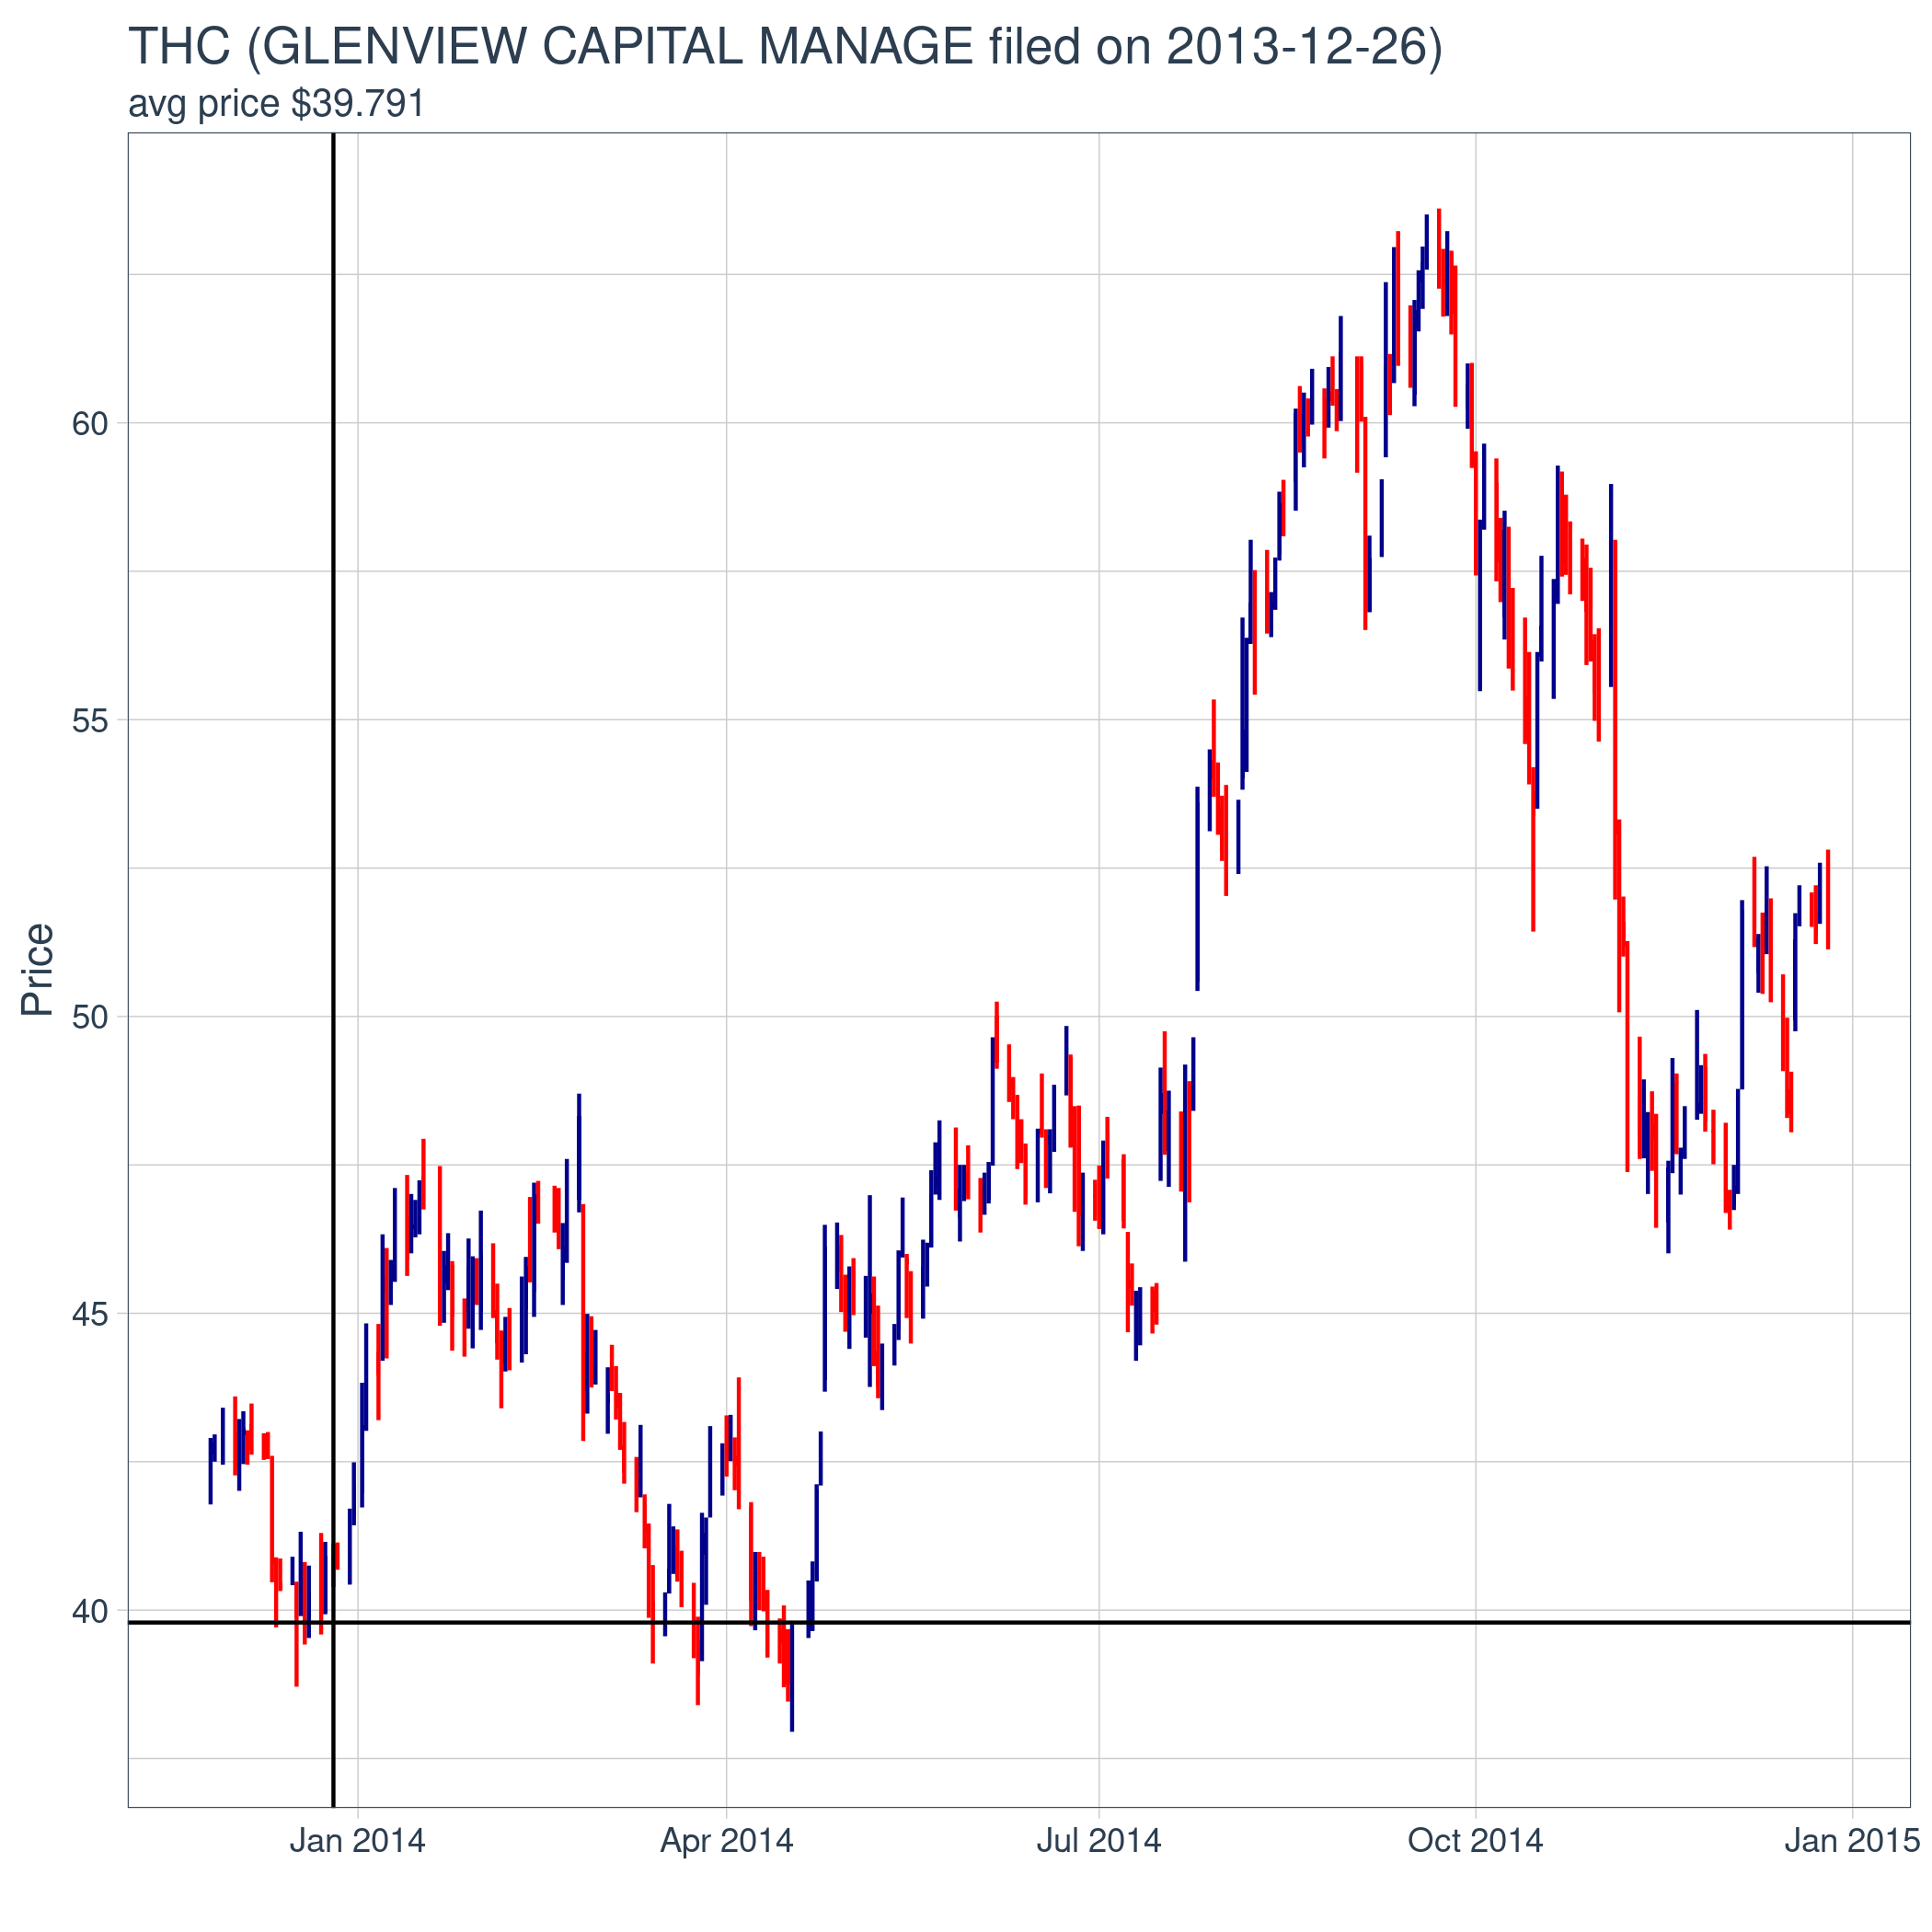 THC (GLENVIEW CAPITAL MANAGE filed on 2013-12-26)
avg price $39.791
Price
60
55
50
45
40
Jan 2014
Apr 2014
Jul 2014
Oct 2014
Jan 2015